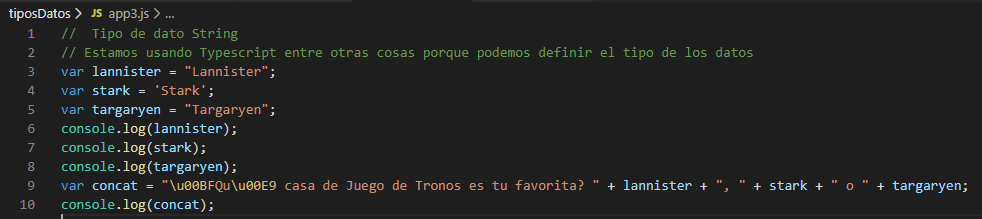 tiposDatos > JS app3.js > ...
1 //  Tipo de dato String
2 // Estamos usando Typescript entre otras cosas porque podemos definir el tipo de los datos
3 var lannister = "Lannister";
4 var stark = 'Stark';
5 var targaryen = "Targaryen";
6 console.log(lannister);
7 console.log(stark);
8 console.log(targaryen);
9 var concat = "\u00BFQu\u00E9 casa de Juego de Tronos es tu favorita? " + lannister + ", " + stark + " o " + targaryen;
10 console.log(concat);